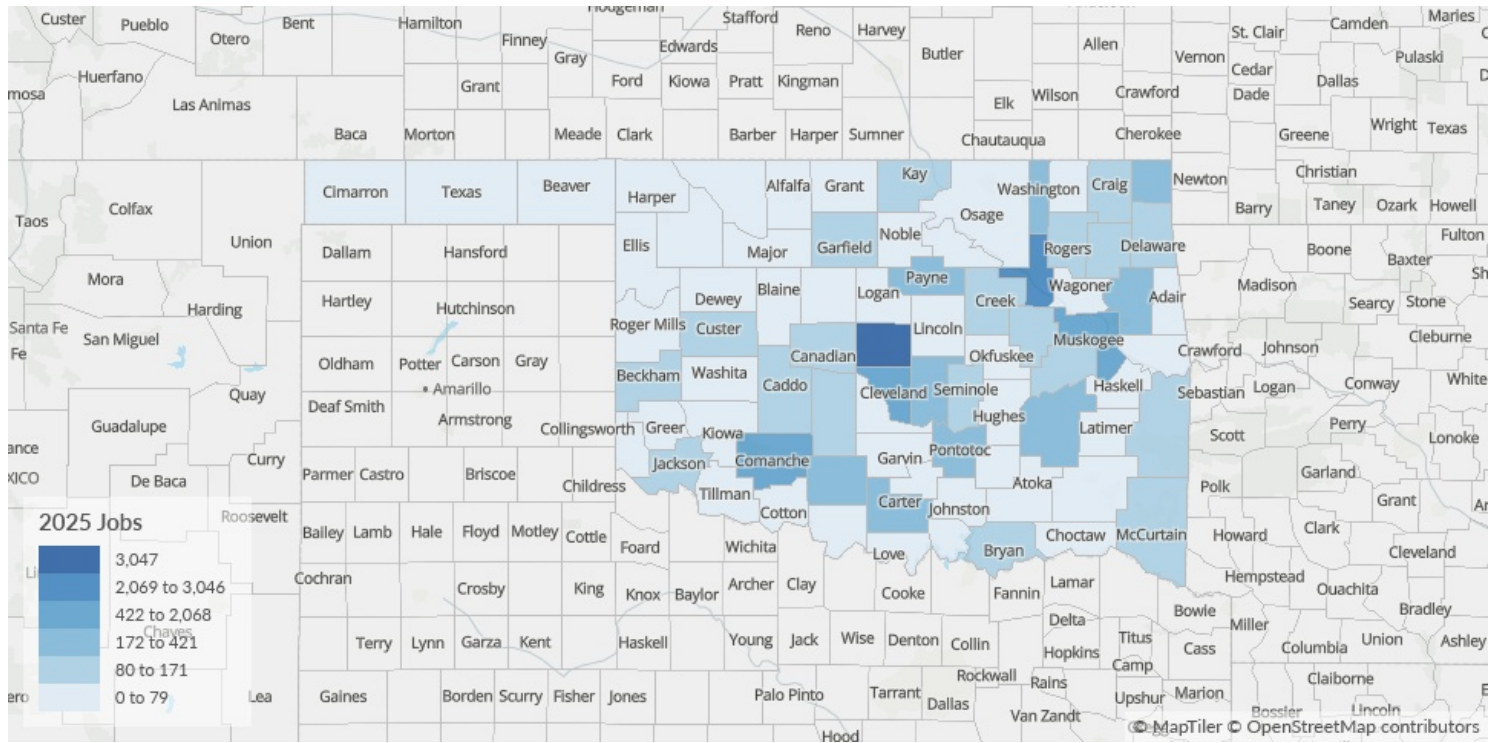 Custer
Pueblo
Otero
Bent
Hamilton
Finney
Gray
Edwards
Stafford
Reno
Harvey
Butler
Allen
Vernon
St. Clair
Camden
Maries
Pulaski
Huerfano
Las Animas
Grant
Ford
Kiowa
Pratt
Kingman
Elk
Wilson
Crawford
Cedar
Dade
Dallas
Baca
Morton
Meade
Clark
Barber
Harper
Sumner
Chautauqua
Cherokee
Greene
Wright
Texas
Cimarron
Texas
Beaver
Harper
Alfalfa
Grant
Kay
Washington
Craig
Newton
Christian
Taos
Colfax
Union
Osage
Barry
Taney
Ozark
Howell
Ellis
Major
Garfield
Noble
Rogers
Delaware
Boone
Fulton
Baxter
Dallam
Hansford
Mora
Harding
Hartley
Hutchinson
Dewey
Blaine
Logan
Payne
Creek
Wagoner
Adair
Madison
Searcy
Stone
Santa Fe
Fe
San Miguel
Roger Mills
Custer
Canadian
Lincoln
Okfuskee
Muskogee
Crawford
Johnson
Cleburne
Oldham
Potter
Carson
Gray
Amarillo
Beckham
Washita
Caddo
Cleveland
Seminole
Haskell
Sebastian
Logan
Conway
White
Quay
Deaf Smith
Armstrong
Collingsworth
Greer
Kiowa
Hughes
Latimer
Guadalupe
Curry
Scott
Perry
Lonoke
De Baca
Parmer
Castro
Briscoe
Childress
Jackson
Comanche
Garvin
Pontotoc
Atoka
Polk
Garland
Grant
Tillman
Cotton
Carter
Johnston
Roosevelt
Bailey
Lamb
Hale
Floyd
Motley
Cottle
Foard
Wichita
Love
Bryan
Choctaw
McCurtain
Howard
Clark
Cleveland
Cochran
Crosby
King
Knox
Baylor
Archer
Clay
Cooke
Fannin
Lamar
Hempstead
Ouachita
Bowie
Bradley
Chaves
Terry
Lynn
Garza
Kent
Haskell
Young
Jack
Wise
Denton
Collin
Delta
Hopkins
Titus
Camp
Cass
Miller
Columbia
Union
Ashley
Lea
Gaines
Borden
Scurry
Fisher
Jones
Palo Pinto
Tarrant
Dallas
Rockwall
Rains
Van Zandt
Upshur
Marion
Claiborne
Bossier
Lincoln
Hood
2025 Jobs
3,047
2,069 to 3,046
422 to 2,068
172 to 421
80 to 171
0 to 79
© MapTiler © OpenStreetMap contributors